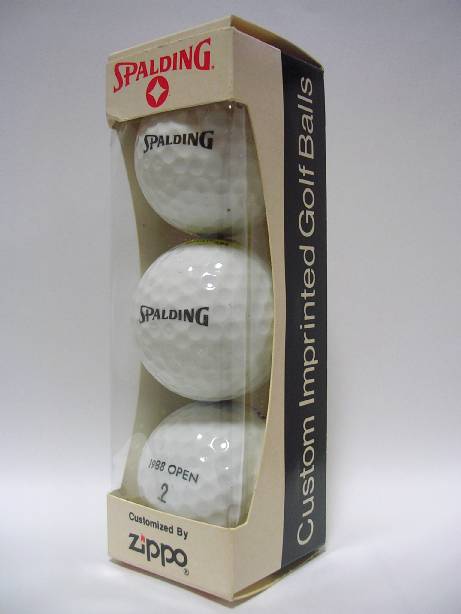 SPALDING®
SPALDING
SPALDING
1988 OPEN
2
Customized By
Zippo®
Custom Imprinted Golf Balls